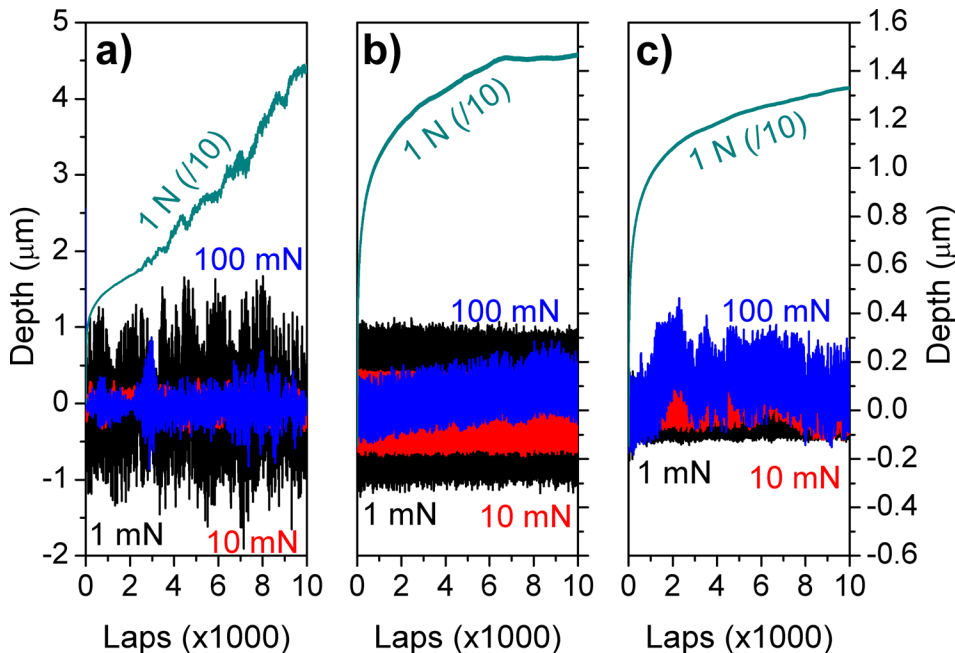 a) b) c)
5
4
3
2
1
0
-1
-2
Depth (μm)
1 N (/10)
100 mN
1 mN
10 mN
0 2 4 6 8 10
Laps (x1000)
1 N (/10)
100 mN
1 mN
10 mN
0 2 4 6 8 10
Laps (x1000)
1 N (/10)
100 mN
1 mN
10 mN
0 2 4 6 8 10
Laps (x1000)
1.6
1.4
1.2
1.0
0.8
0.6
0.4
0.2
0.0
-0.2
-0.4
-0.6
Depth (μm)